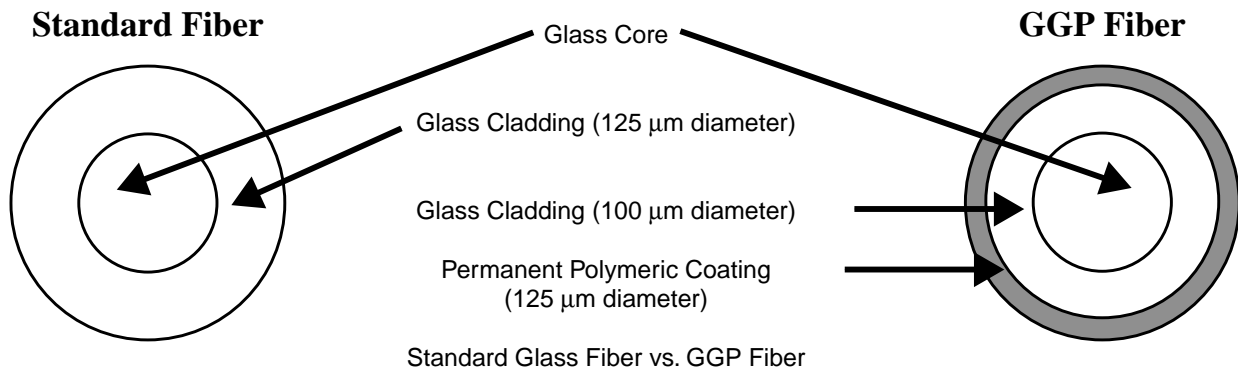 Standard Fiber
GGP Fiber
Glass Core
Glass Cladding (125 μm diameter)
Glass Cladding (100 μm diameter)
Permanent Polymeric Coating
(125 μm diameter)
Standard Glass Fiber vs. GGP Fiber